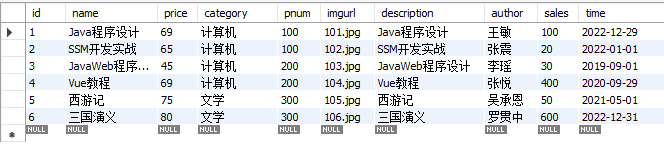 id name price category pnum imgurl description author sales time
1 Java程序设计 69 计算机 100 101.jpg Java程序设计 王敏 100 2022-12-29
2 SSM开发实战 65 计算机 100 102.jpg SSM开发实战 张震 20 2022-01-01
3 JavaWeb程序... 45 计算机 200 103.jpg JavaWeb程序设计 李瑶 30 2019-09-01
4 Vue教程 69 计算机 200 104.jpg Vue教程 张悦 400 2020-09-29
5 西游记 75 文学 300 105.jpg 西游记 吴承恩 50 2021-05-01
6 三国演义 80 文学 300 106.jpg 三国演义 罗贯中 600 2022-12-31
NULL NULL NULL NULL NULL NULL NULL NULL NULL NULL